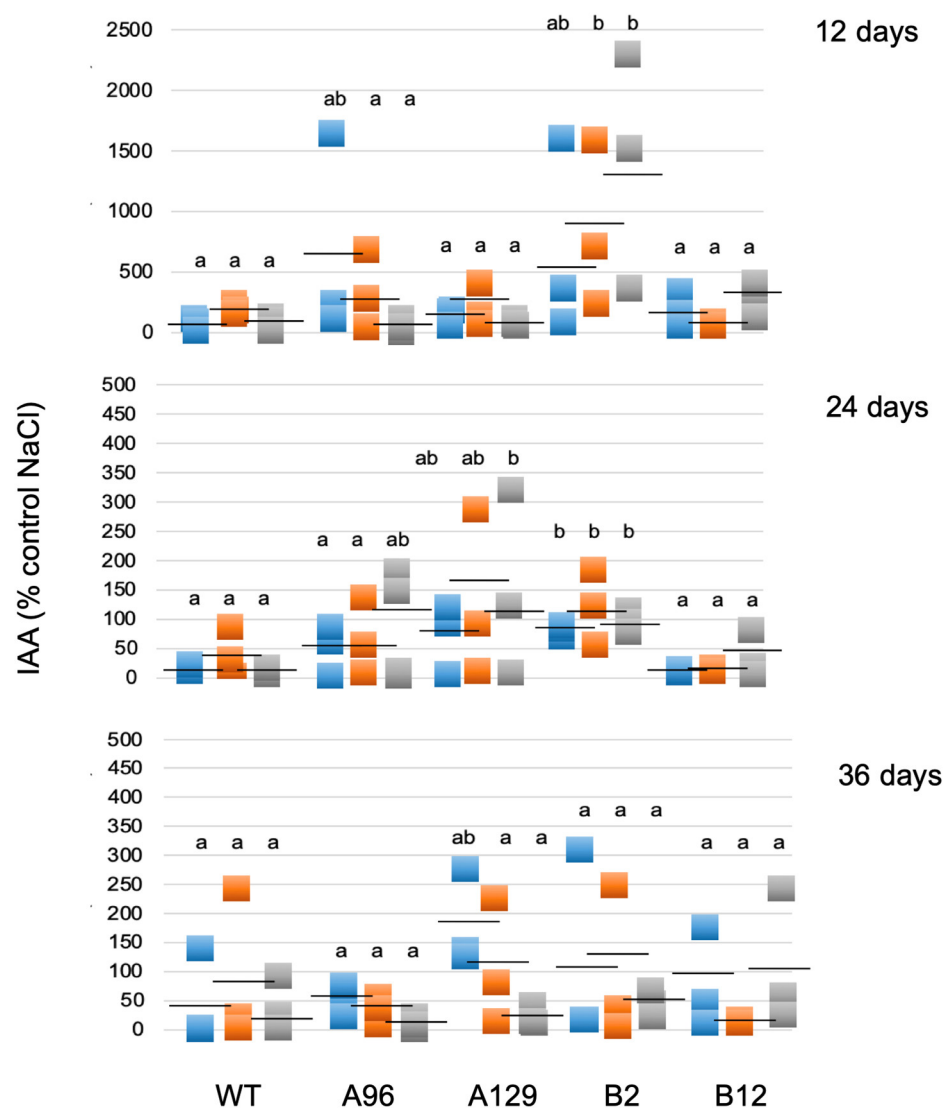 12 days
2500
ab b b
2000
ab a a
1500
1000
a a a
a a a
a a a
500
0
24 days
500
450
400
ab ab b
350
300
a a ab
b b b
250
200
a a a
a a a
150
100
50
0
IAA (% control NaCl)
36 days
500
450
400
a a a
350
a a a
ab a a
a a a
300
250
200
a a a
150
100
50
0
WT A96 A129 B2 B12